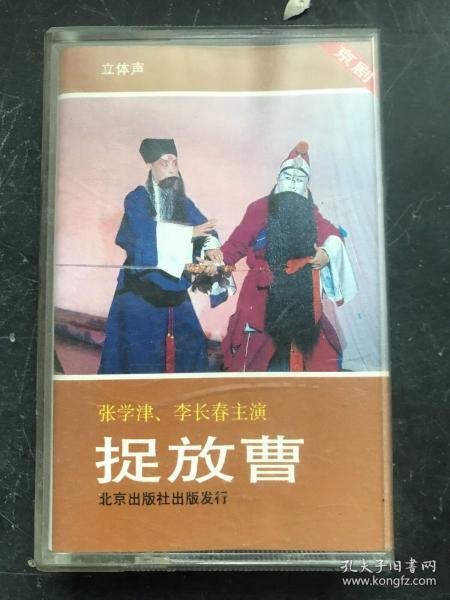 立体声
京剧
张学津、李长春主演
捉放曹
北京出版社出版发行
孔夫子旧书网
www.kongfz.com